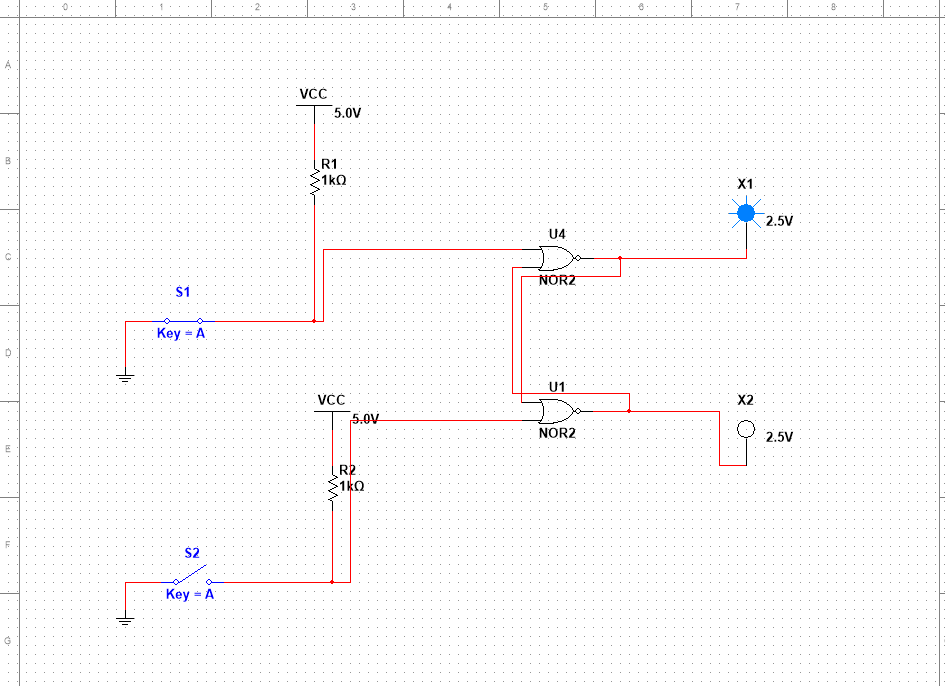 0 1 2 3 4 5 6 7 8
A
VCC
5.0V
B
R1
1kΩ
X1
2.5V
U4
C
NOR2
S1
Key = A
D
U1
VCC
X2
5.0V
NOR2
2.5V
E
R2
1kΩ
F
S2
Key = A
G